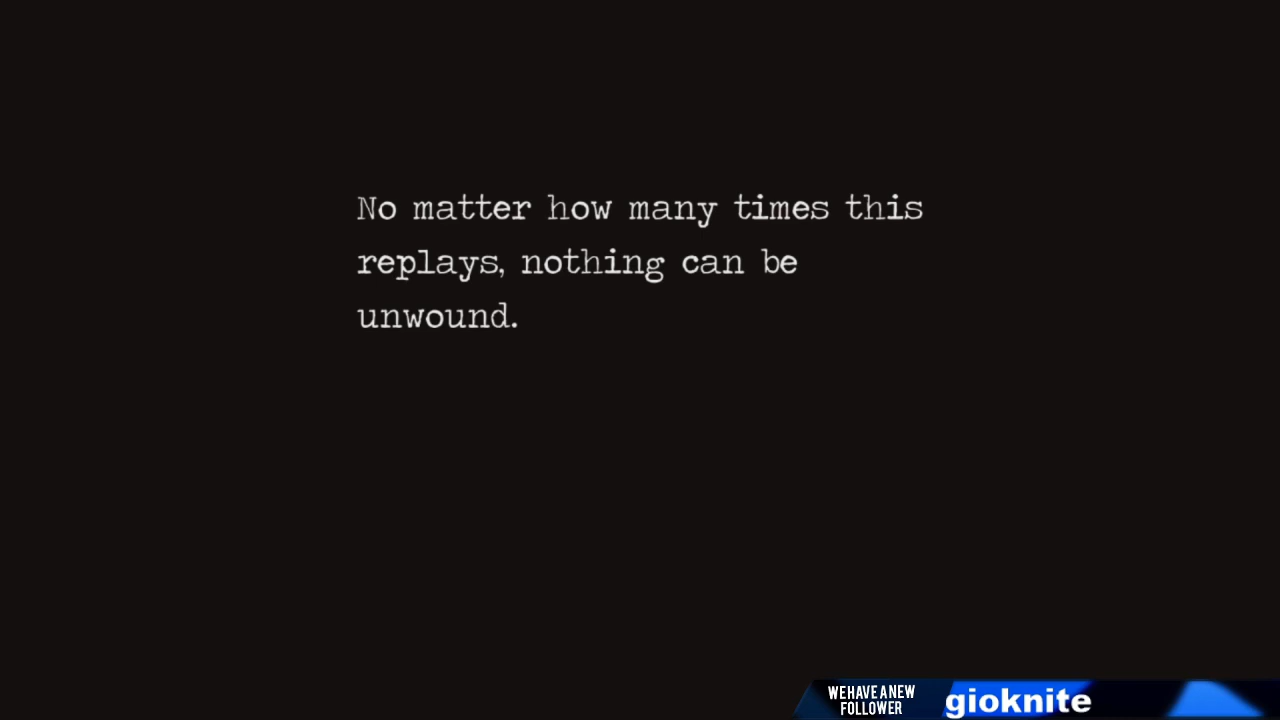 No matter how many times this
replays, nothing can be
unwound.
WE HAVE A NEW
FOLLOWER
gioknite